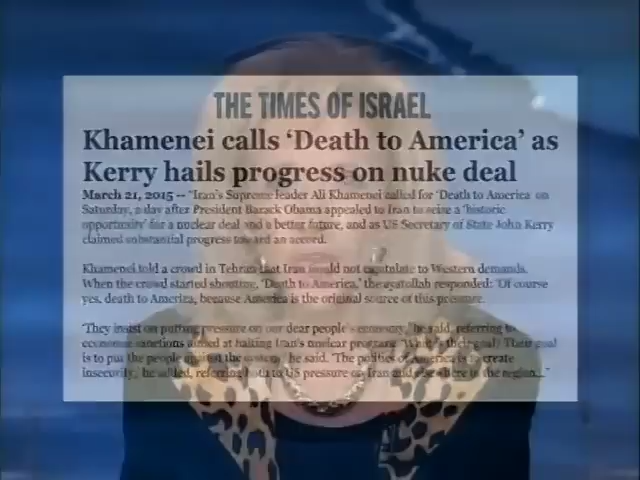 THE TIMES OF ISRAEL
Khamenei calls 'Death to America' as
Kerry hails progress on nuke deal
March 21, 2015 -- "Iran's Supreme leader Ali Khamenei called for 'Death to America' on
Saturday, a day after President Barack Obama appealed to Iran to seize a 'historic
opportunity' for a nuclear deal and a better future, and as US Secretary of State John Kerry
claimed substantial progress toward an accord.
Khamenei told a crowd in Tehran that Iran would not capitulate to Western demands.
When the crowd started shouting, 'Death to America,' the ayatollah responded: 'Of course
yes, death to America, because America is the original source of this pressure.
'They insist on putting pressure on our dear people's economy,' he said, referring to
economic sanctions aimed at halting Iran's nuclear program. 'What's their goal? Their goal
is to put the people against the system,' he said. 'The politics of America is to create
insecurity,' he added, referring both to US pressure on Iran and elsewhere in the region..."